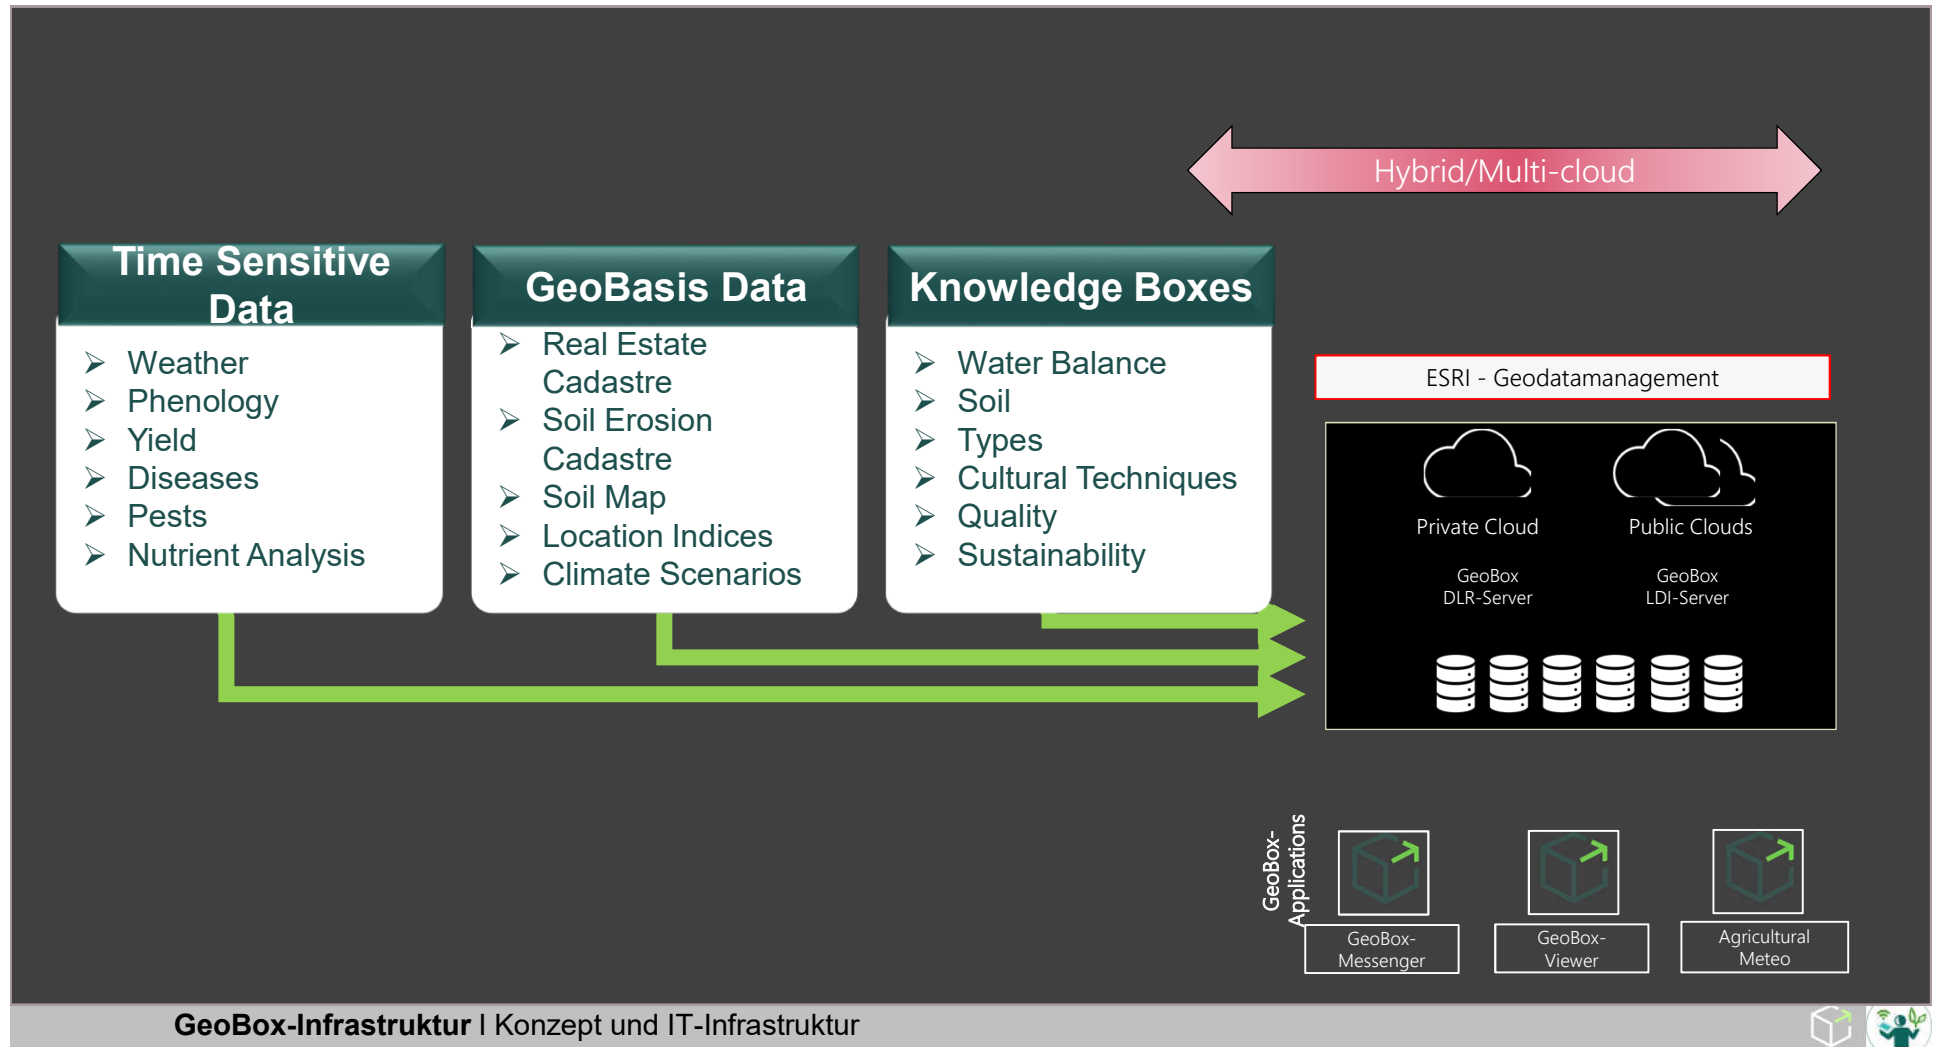 Hybrid/Multi-cloud
Time Sensitive
Data
Weather
Phenology
Yield
Diseases
Pests
Nutrient Analysis
GeoBasis Data
Real Estate
Cadastre
Soil Erosion
Cadastre
Soil Map
Location Indices
Climate Scenarios
Knowledge Boxes
Water Balance
Soil
Types
Cultural Techniques
Quality
Sustainability
ESRI - Geodatamanagement
Private Cloud
Public Clouds
GeoBox
DLR-Server
GeoBox
LDI-Server
GeoBox-
Applications
GeoBox-
Messenger
GeoBox-
Viewer
Agricultural
Meteo
GeoBox-Infrastruktur I Konzept und IT-Infrastruktur